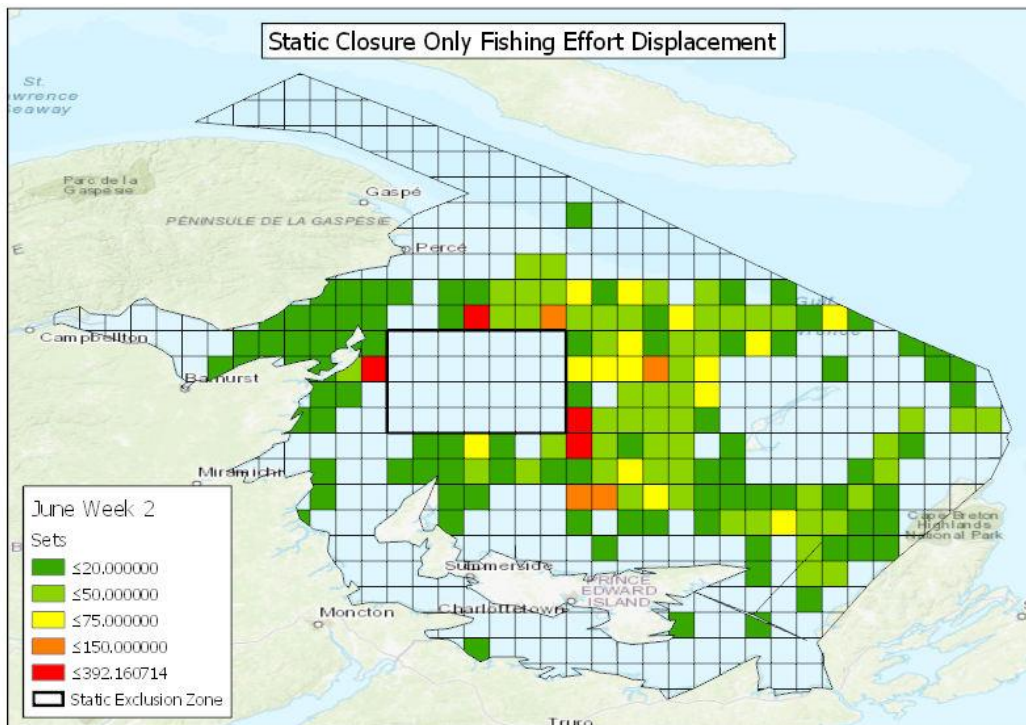 Static Closure Only Fishing Effort Displacement
St.
Lawrence
Seaway
Parc de la
Gaspésie
Gaspé
PÉNINSULE DE LA GASPÉSIE
E
Percé
Gulf
Campbellton
Bathurst
Miramichi
Cape Breton
Highlands
National Park
Summerside
PRINCE
EDWARD
ISLAND
Charlottetown
Moncton
Truro
June Week 2
Sets
≤20.000000
≤50.000000
≤75.000000
≤150.000000
≤392.160714
Static Exclusion Zone